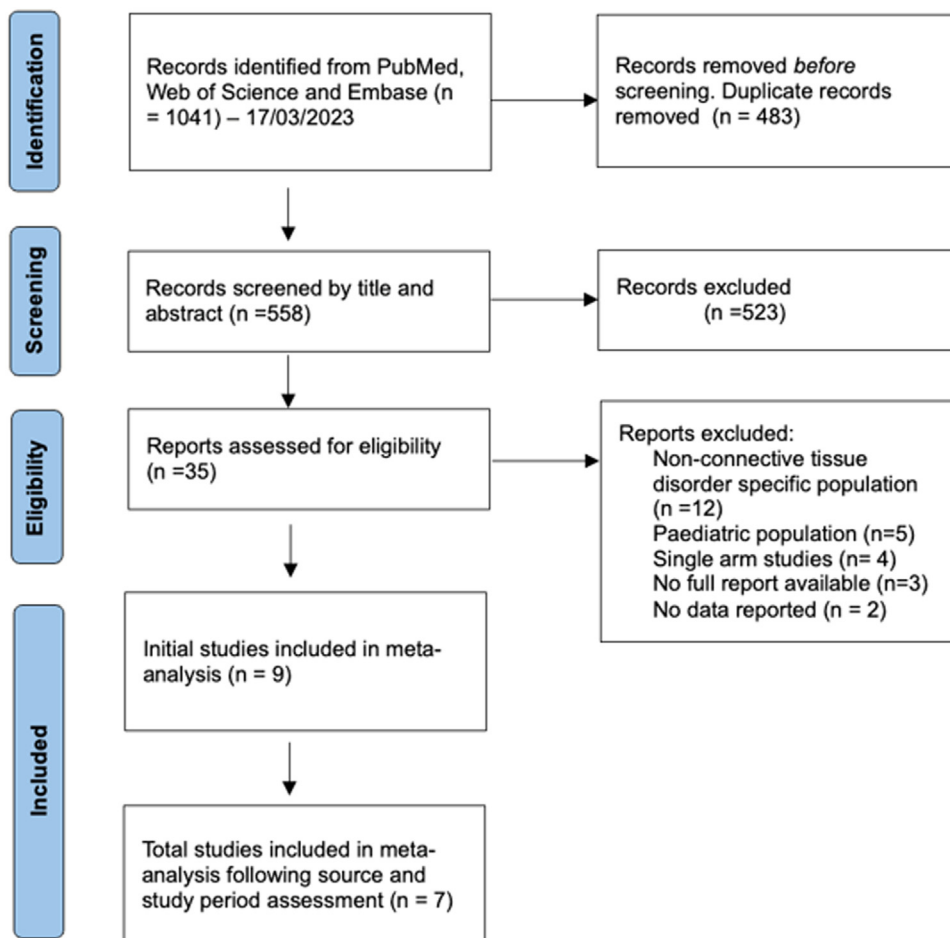 Identification
Records identified from PubMed,
Web of Science and Embase (n
= 1041) – 17/03/2023
Records removed before
screening. Duplicate records
removed (n = 483)
Screening
Records screened by title and
abstract (n =558)
Records excluded
(n =523)
Eligibility
Reports assessed for eligibility
(n =35)
Reports excluded:
Non-connective tissue
disorder specific population
(n =12)
Paediatric population (n=5)
Single arm studies (n= 4)
No full report available (n=3)
No data reported (n = 2)
Included
Initial studies included in meta-
analysis (n = 9)
Total studies included in meta-
analysis following source and
study period assessment (n = 7)